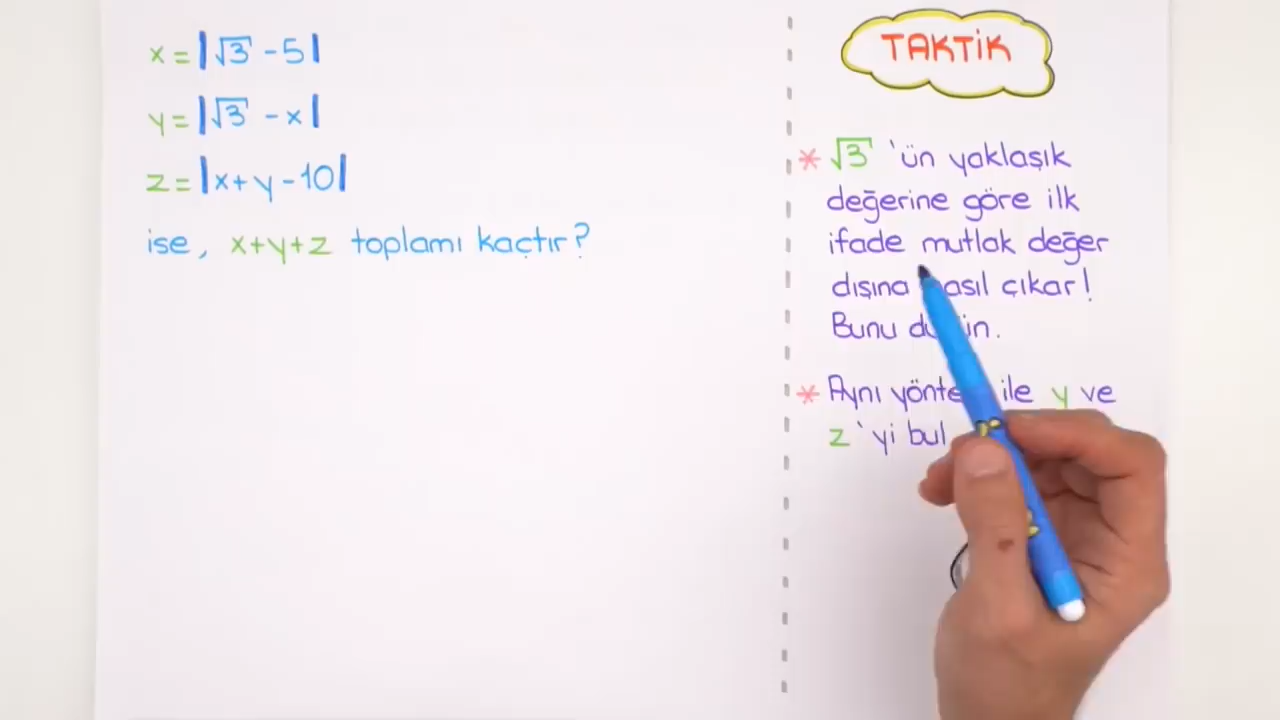 x = |√3 - 5|
y = |√3 - x|
z = |x+y-10|
ise, x+y+z toplamı kaçtır?
TAKTİK
* √3 'ün yaklaşık
değerine göre ilk
ifade mutlak değer
dışına çıkar!
Bunu
* Aynı ile y ve
z 'yi bul